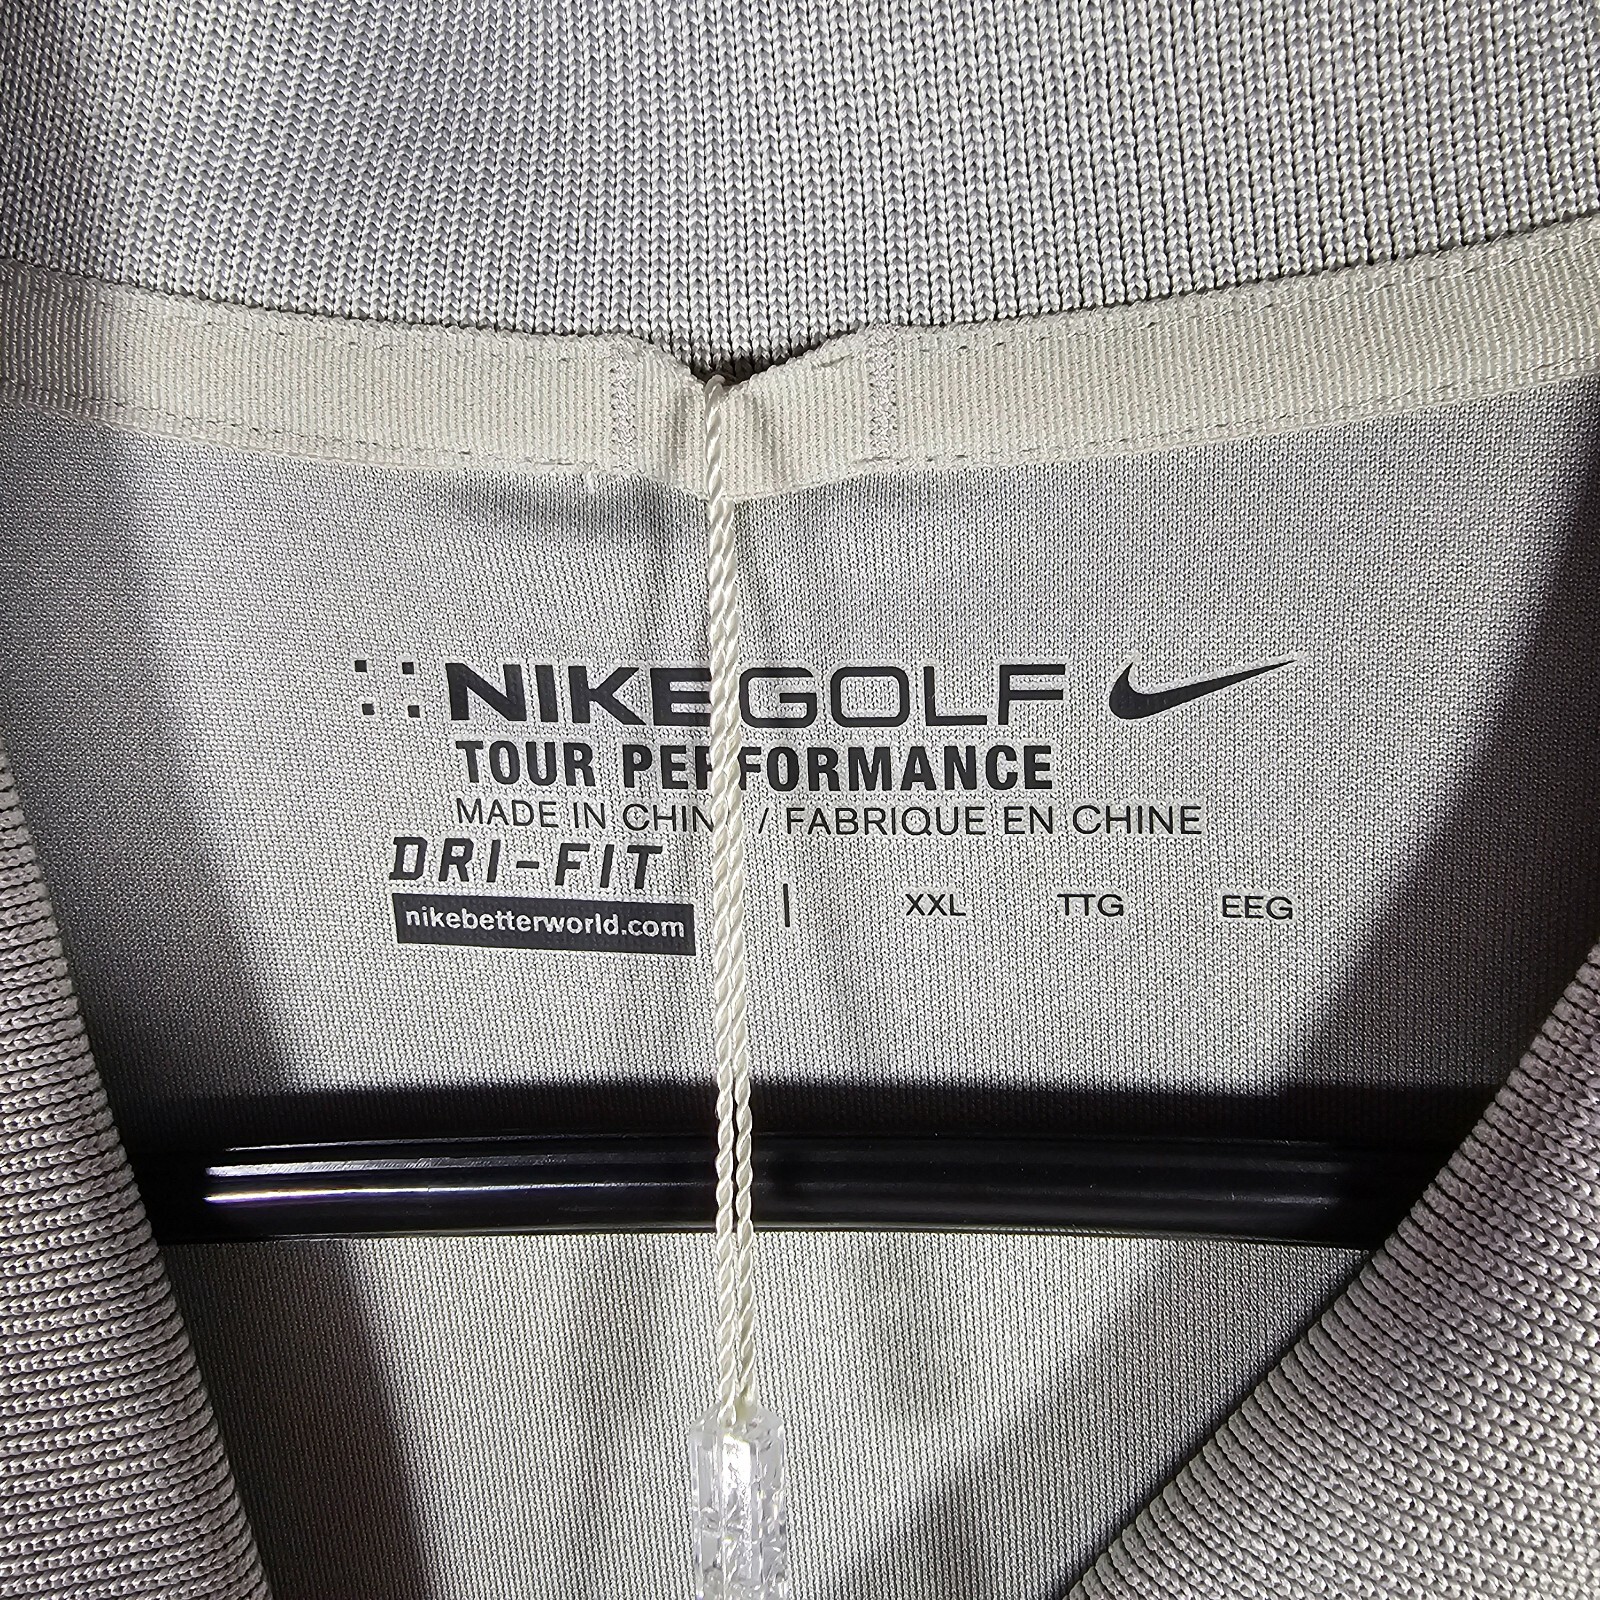 NIKEGOLF
TOUR PERFORMANCE
MADE IN CHINA / FABRIQUE EN CHINE
DRI-FIT
nikebetterworld.com | XXL TTG EEG